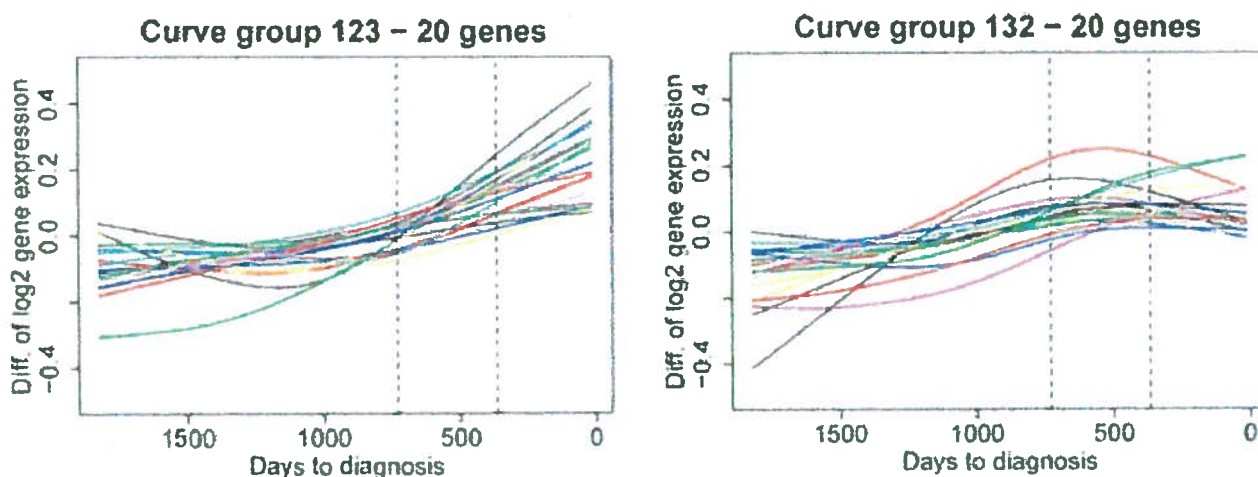 Curve group 123 – 20 genes
Diff. of log2 gene expression
0.4
0.2
0.0
−0.4
1500
1000
500
0
Days to diagnosis
Curve group 132 – 20 genes
Diff. of log2 gene expression
0.4
0.2
0.0
−0.4
1500
1000
500
0
Days to diagnosis